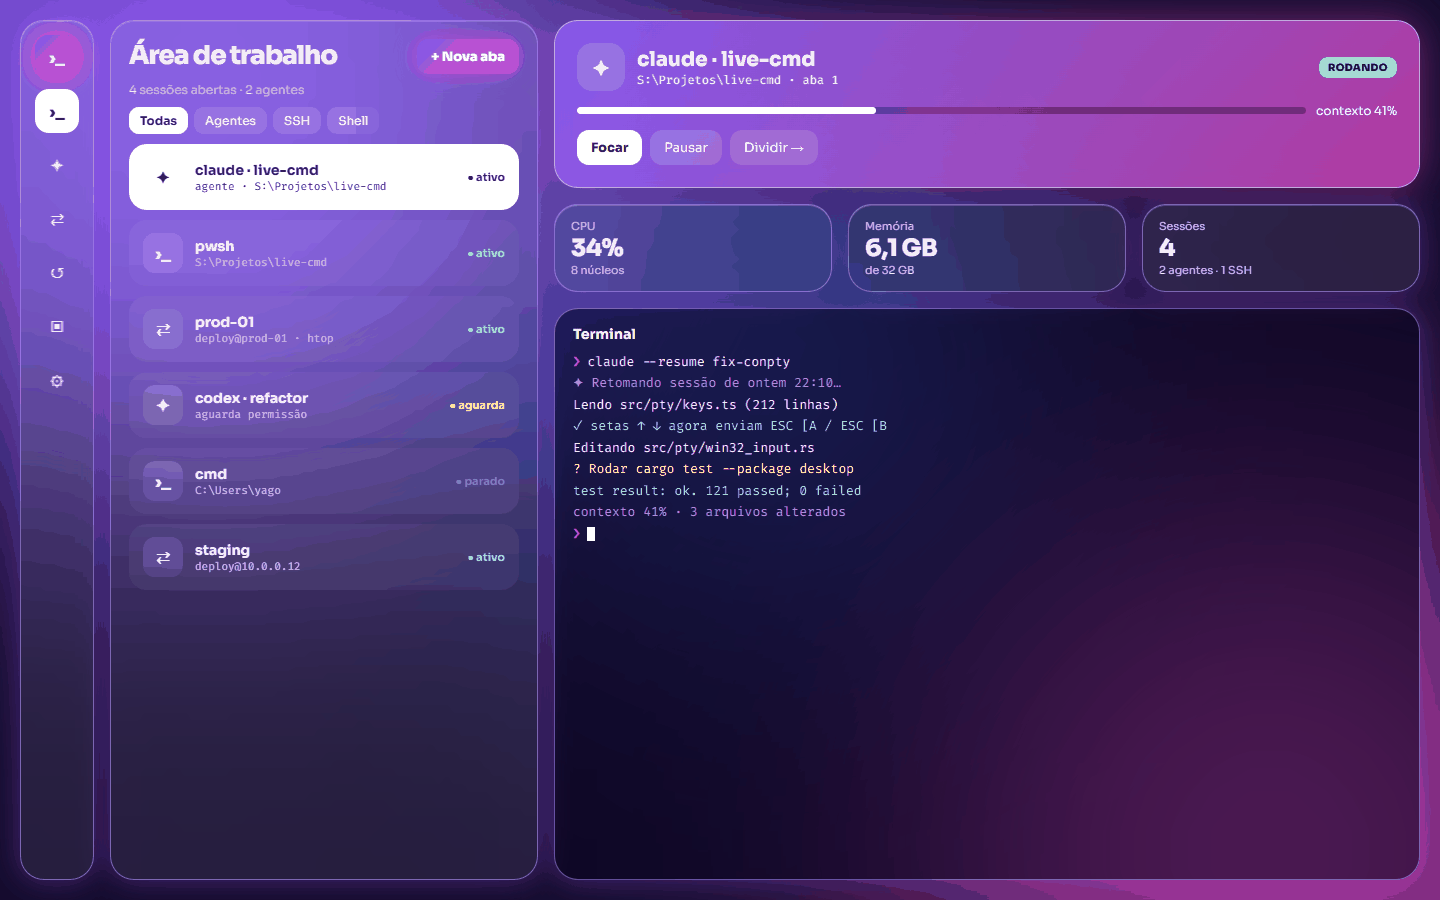 ›_
›_
Área de trabalho
+ Nova aba
4 sessões abertas · 2 agentes
Todas
Agentes
SSH
Shell
claude · live-cmd
agente · S:\Projetos\live-cmd
• ativo
pwsh
S:\Projetos\live-cmd
• ativo
prod-01
deploy@prod-01 · htop
• ativo
codex · refactor
aguarda permissão
• aguarda
cmd
C:\Users\yago
• parado
staging
deploy@10.0.0.12
• ativo
claude · live-cmd
S:\Projetos\live-cmd · aba 1
RODANDO
contexto 41%
Focar
Pausar
Dividir →
CPU
34%
8 núcleos
Memória
6,1 GB
de 32 GB
Sessões
4
2 agentes · 1 SSH
Terminal
❯ claude --resume fix-conpty
✦ Retomando sessão de ontem 22:10…
Lendo src/pty/keys.ts (212 linhas)
✓ setas ↑ ↓ agora enviam ESC [A / ESC [B
Editando src/pty/win32_input.rs
? Rodar cargo test --package desktop
test result: ok. 121 passed; 0 failed
contexto 41% · 3 arquivos alterados
❯